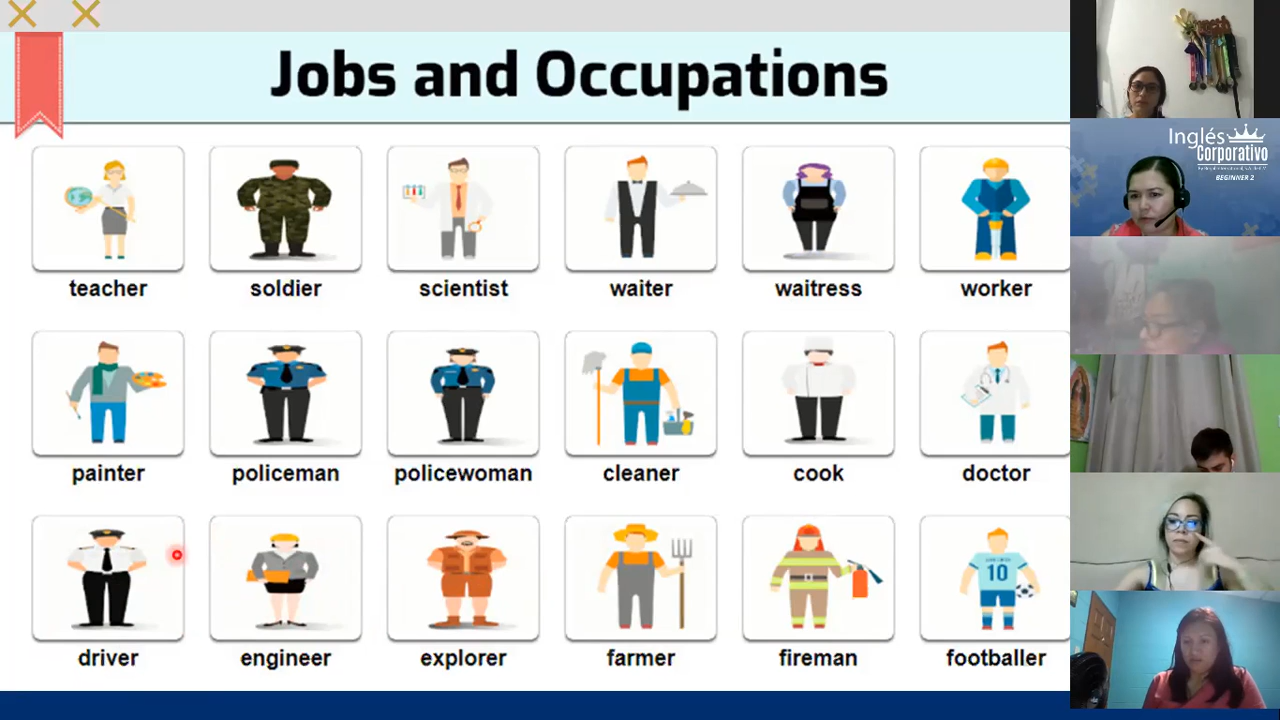 Jobs and Occupations
teacher
soldier
scientist
waiter
waitress
worker
painter
policeman
policewoman
cleaner
cook
doctor
10
driver
engineer
explorer
farmer
fireman
footballer
Inglés
Corporativo
BEGINNER 2